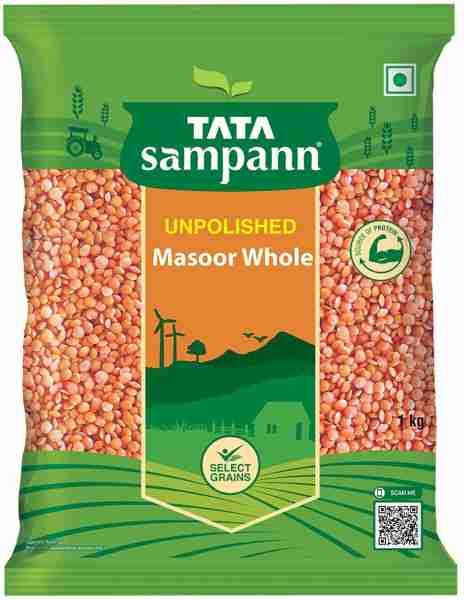 TATA
sampann®
UNPOLISHED
Masoor Whole
SOURCE OF PROTEIN
1 kg
SELECT
GRAINS
SCAN ME